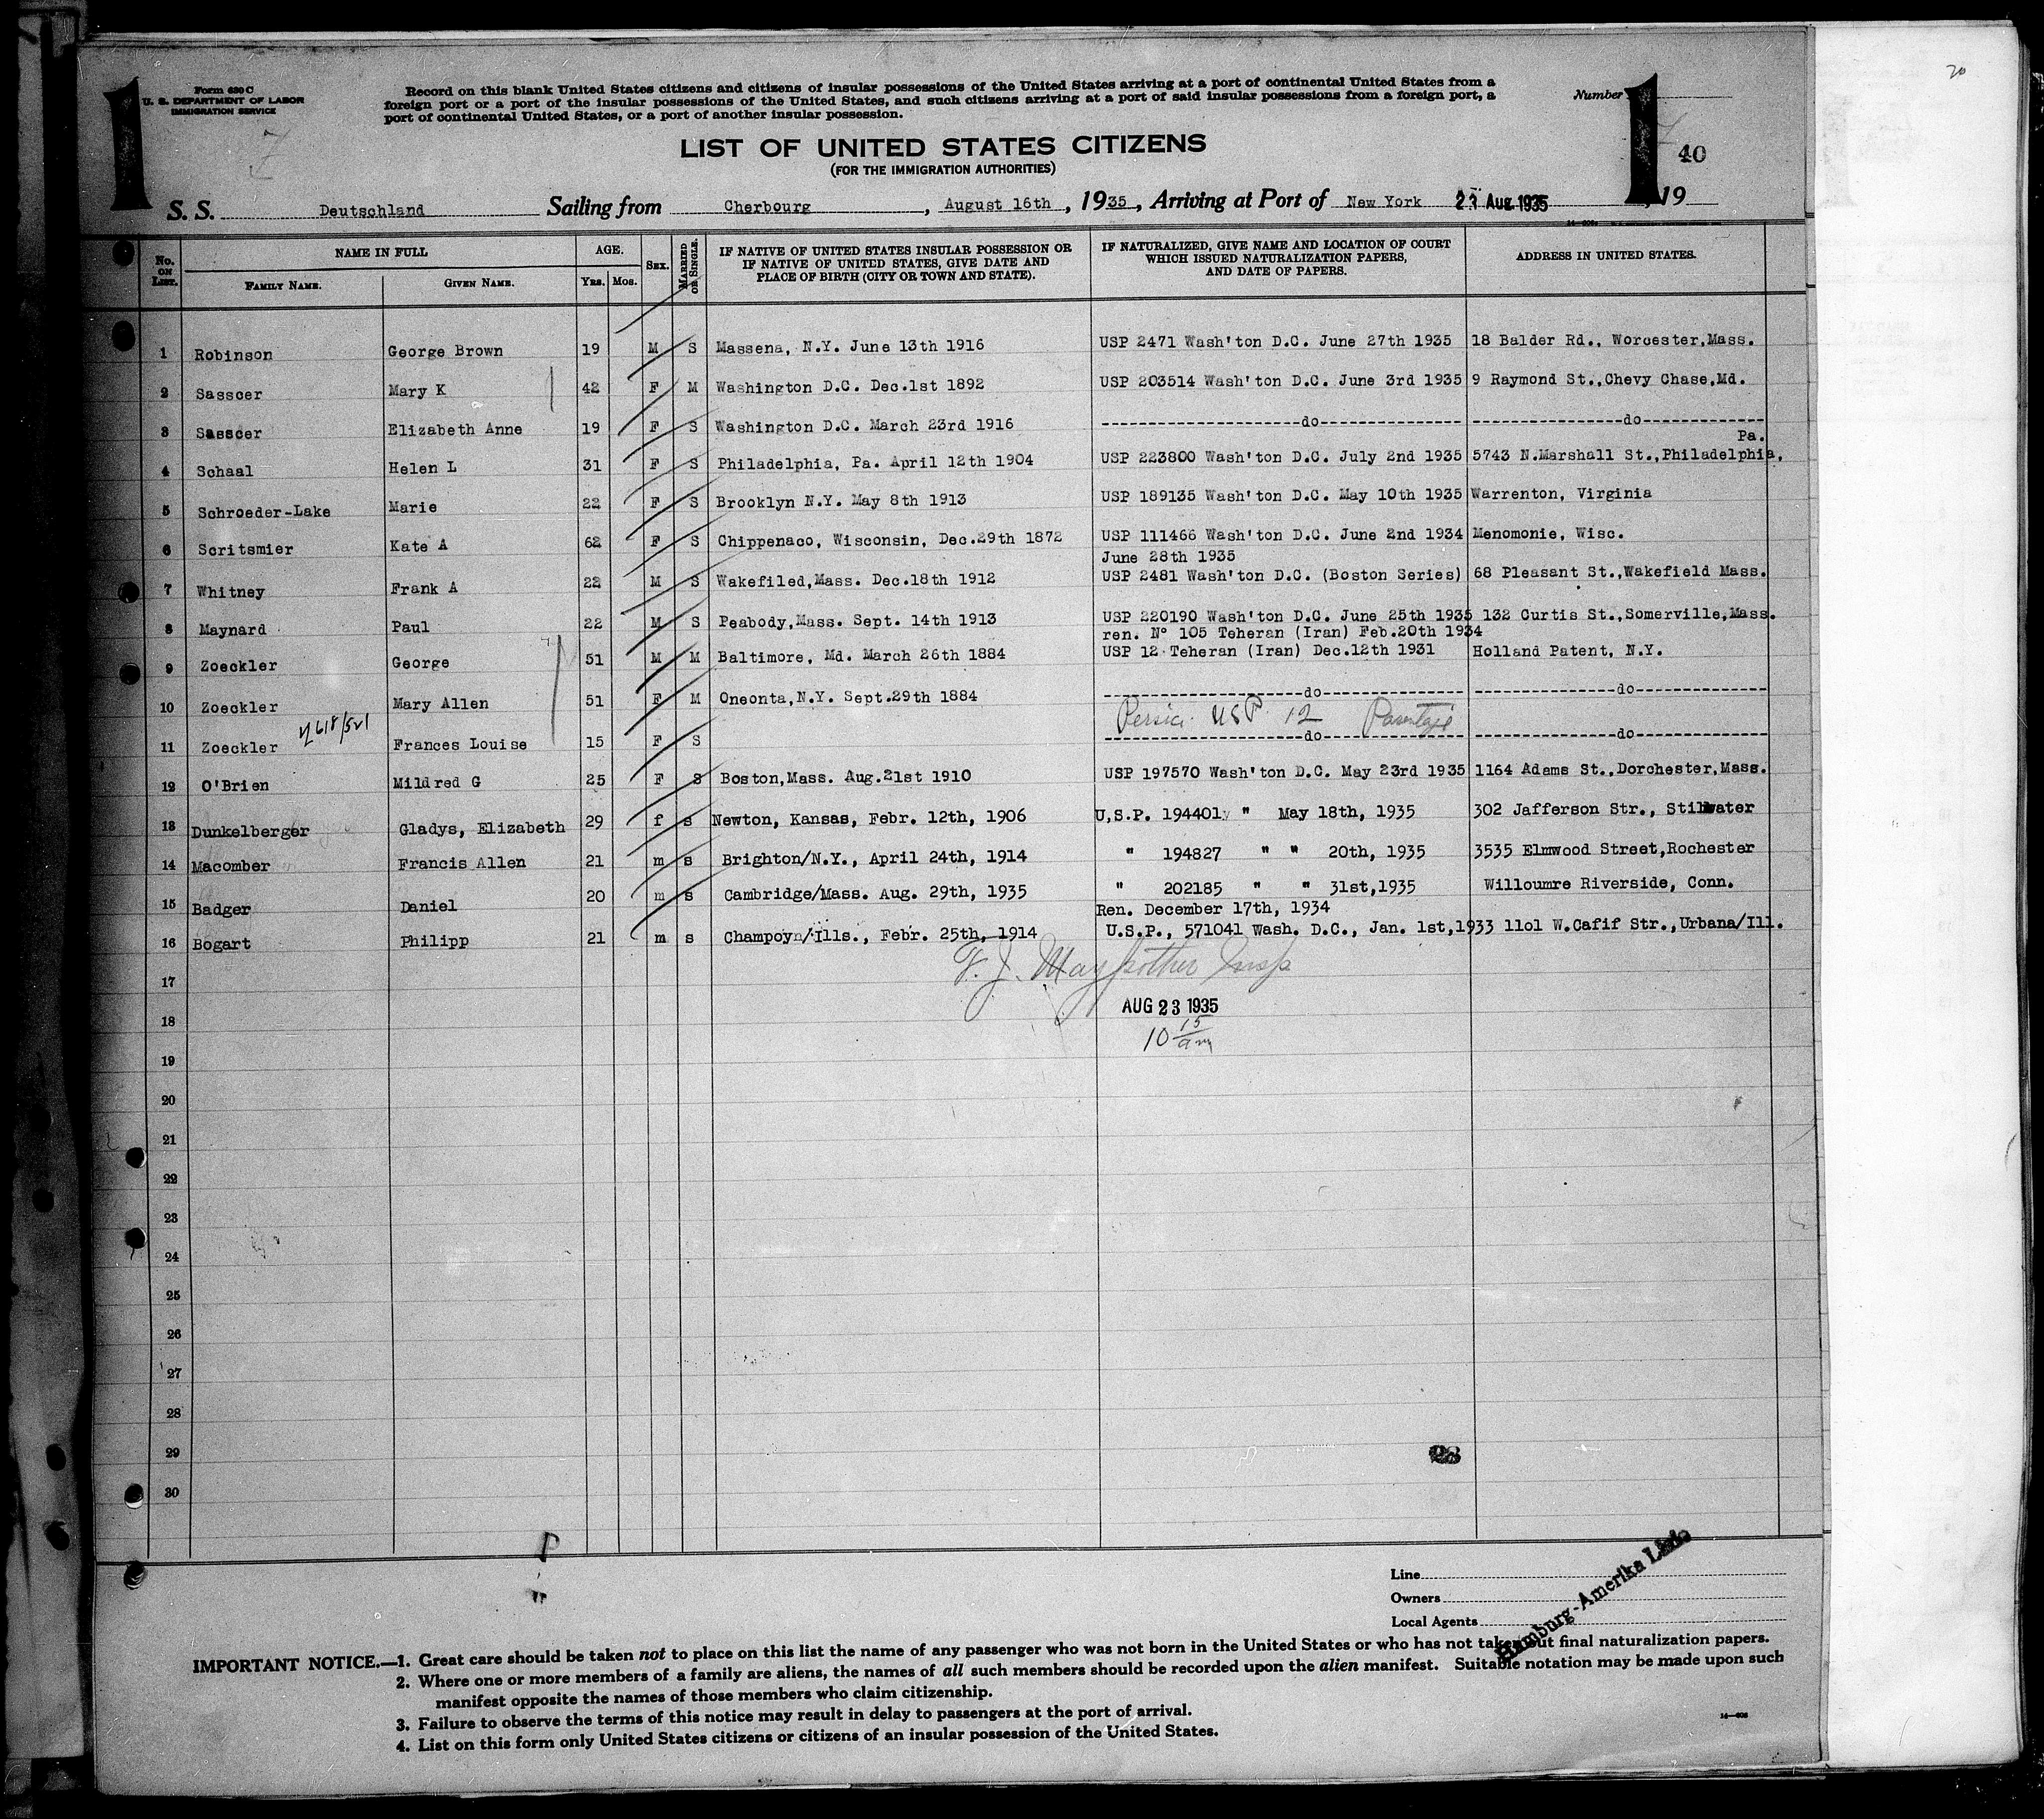 Form 630 C
U. S. DEPARTMENT OF LABOR
IMMIGRATION SERVICE
Record on this blank United States citizens and citizens of insular possessions of the United States arriving at a port of continental United States from a
foreign port or a port of the insular possessions of the United States, and such citizens arriving at a port of said insular possessions from a foreign port, a
port of continental United States, or a port of another insular possession.
1
Number
1
40
LIST OF UNITED STATES CITIZENS
(FOR THE IMMIGRATION AUTHORITIES)
S. S. Deutschland Sailing from Cherbourg, August 16th, 1935, Arriving at Port of New York 23 Aug 1935, 19
No. ON LIST. NAME IN FULL AGE. SEX. MARRIED OR SINGLE. IF NATIVE OF UNITED STATES INSULAR POSSESSION OR IF NATIVE OF UNITED STATES, GIVE DATE AND PLACE OF BIRTH (CITY OR TOWN AND STATE). IF NATURALIZED, GIVE NAME AND LOCATION OF COURT WHICH ISSUED NATURALIZATION PAPERS, AND DATE OF PAPERS. ADDRESS IN UNITED STATES.
FAMILY NAME. GIVEN NAME. YRS. MOS.
1 Robinson George Brown 19 M S Massena, N.Y. June 13th 1916 USP 2471 Wash'ton D.C. June 27th 1935 18 Balder Rd., Worcester,Mass.
2 Sasscer Mary K 42 F M Washington D.C. Dec.1st 1892 USP 203514 Wash'ton D.C. June 3rd 1935 9 Raymond St.,Chevy Chase,Md.
3 Sasscer Elizabeth Anne 19 F S Washington D.C. March 23rd 1916 --------do-------- --------do--------
Pa.
4 Schaal Helen L 31 F S Philadelphia, Pa. April 12th 1904 USP 223800 Wash'ton D.C. July 2nd 1935 5743 N.Marshall St.,Philadelphia,
5 Schroeder-Lake Marie 22 F S Brooklyn N.Y. May 8th 1913 USP 189135 Wash'ton D.C. May 10th 1935 Warrenton, Virginia
6 Scritsmier Kate A 62 F S Chippenaco, Wisconsin, Dec.29th 1872 USP 111466 Wash'ton D.C. June 2nd 1934 Menomonie, Wisc.
June 28th 1935
7 Whitney Frank A 22 M S Wakefiled,Mass. Dec.18th 1912 USP 2481 Wash'ton D.C. (Boston Series) 68 Pleasant St.,Wakefield Mass.
8 Maynard Paul 22 M S Peabody,Mass. Sept. 14th 1913 USP 220190 Wash'ton D.C. June 25th 1935 132 Curtis St.,Somerville,Mass.
ren. N° 105 Teheran (Iran) Feb.20th 1934
9 Zoeckler George 51 M M Baltimore, Md. March 26th 1884 USP 12 Teheran (Iran) Dec.12th 1931 Holland Patent, N.Y.
10 Zoeckler Mary Allen 51 F M Oneonta,N.Y. Sept.29th 1884 --------do-------- --------do--------
Persia. USP. 12 Parentage
11 Zoeckler Frances Louise 15 F S --------do-------- --------do--------
12 O'Brien Mildred G 25 F S Boston,Mass. Aug.21st 1910 USP 197570 Wash'ton D.C. May 23rd 1935 1164 Adams St.,Dorchester,Mass.
13 Dunkelberger Gladys, Elizabeth 29 f s Newton, Kansas, Febr. 12th, 1906 U.S.P. 194401 " May 18th, 1935 302 Jafferson Str., Stillwater
14 Macomber Francis Allen 21 m s Brighton/N.Y., April 24th, 1914 " 194827 " " 20th, 1935 3535 Elmwood Street,Rochester
15 Badger Daniel 20 m s Cambridge/Mass. Aug. 29th, 1935 " 202185 " " 31st,1935 Willoumre Riverside, Conn.
Ren. December 17th, 1934
16 Bogart Philipp 21 m s Champoyn/Ills., Febr. 25th, 1914 U.S.P., 571041 Wash. D.C., Jan. 1st,1933 11o1 W.Cafif Str.,Urbana/Ill.
F. J. Maypother Insp
17
AUG 23 1935
18
10 15 am
19
20
21
22
23
24
25
26
27
28
29
30
Line
Owners
Local Agents
Hamburg-Amerika Linie
IMPORTANT NOTICE.—1. Great care should be taken not to place on this list the name of any passenger who was not born in the United States or who has not taken out final naturalization papers.
2. Where one or more members of a family are aliens, the names of all such members should be recorded upon the alien manifest. Suitable notation may be made upon such
manifest opposite the names of those members who claim citizenship.
3. Failure to observe the terms of this notice may result in delay to passengers at the port of arrival.
4. List on this form only United States citizens or citizens of an insular possession of the United States.